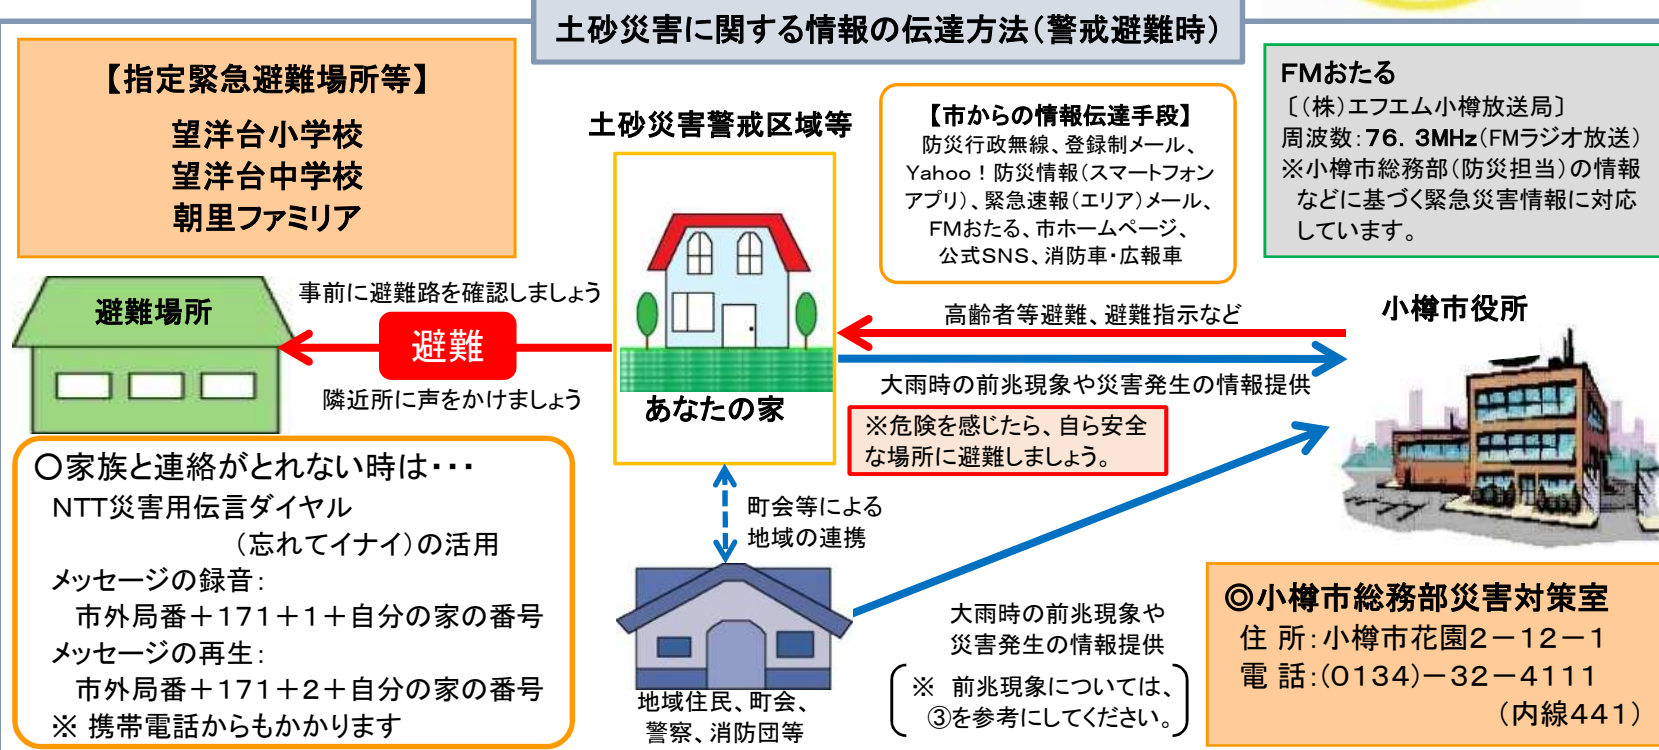 土砂災害に関する情報の伝達方法（警戒避難時）
【指定緊急避難場所等】
望洋台小学校
望洋台中学校
朝里ファミリア
土砂災害警戒区域等
【市からの情報伝達手段】
防災行政無線、登録制メール、
Yahoo！防災情報（スマートフォン
アプリ）、緊急速報（エリア）メール、
FMおたる、市ホームページ、
公式SNS、消防車・広報車
FMおたる
〔（株）エフエム小樽放送局〕
周波数：76．3MHz（FMラジオ放送）
※小樽市総務部（防災担当）の情報
などに基づく緊急災害情報に対応
しています。
避難場所
事前に避難路を確認しましょう
避難
隣近所に声をかけましょう
あなたの家
高齢者等避難、避難指示など
大雨時の前兆現象や災害発生の情報提供
※危険を感じたら、自ら安全
な場所に避難しましょう。
小樽市役所
〇家族と連絡がとれない時は・・・
NTT災害用伝言ダイヤル
（忘れてイナイ）の活用
メッセージの録音：
市外局番＋171＋1＋自分の家の番号
メッセージの再生：
市外局番＋171＋2＋自分の家の番号
※ 携帯電話からもかかります
町会等による
地域の連携
地域住民、町会、
警察、消防団等
大雨時の前兆現象や
災害発生の情報提供
※ 前兆現象については、
③を参考にしてください。
◎小樽市総務部災害対策室
住 所：小樽市花園2－12－1
電 話：(0134)－32－4111
（内線441）